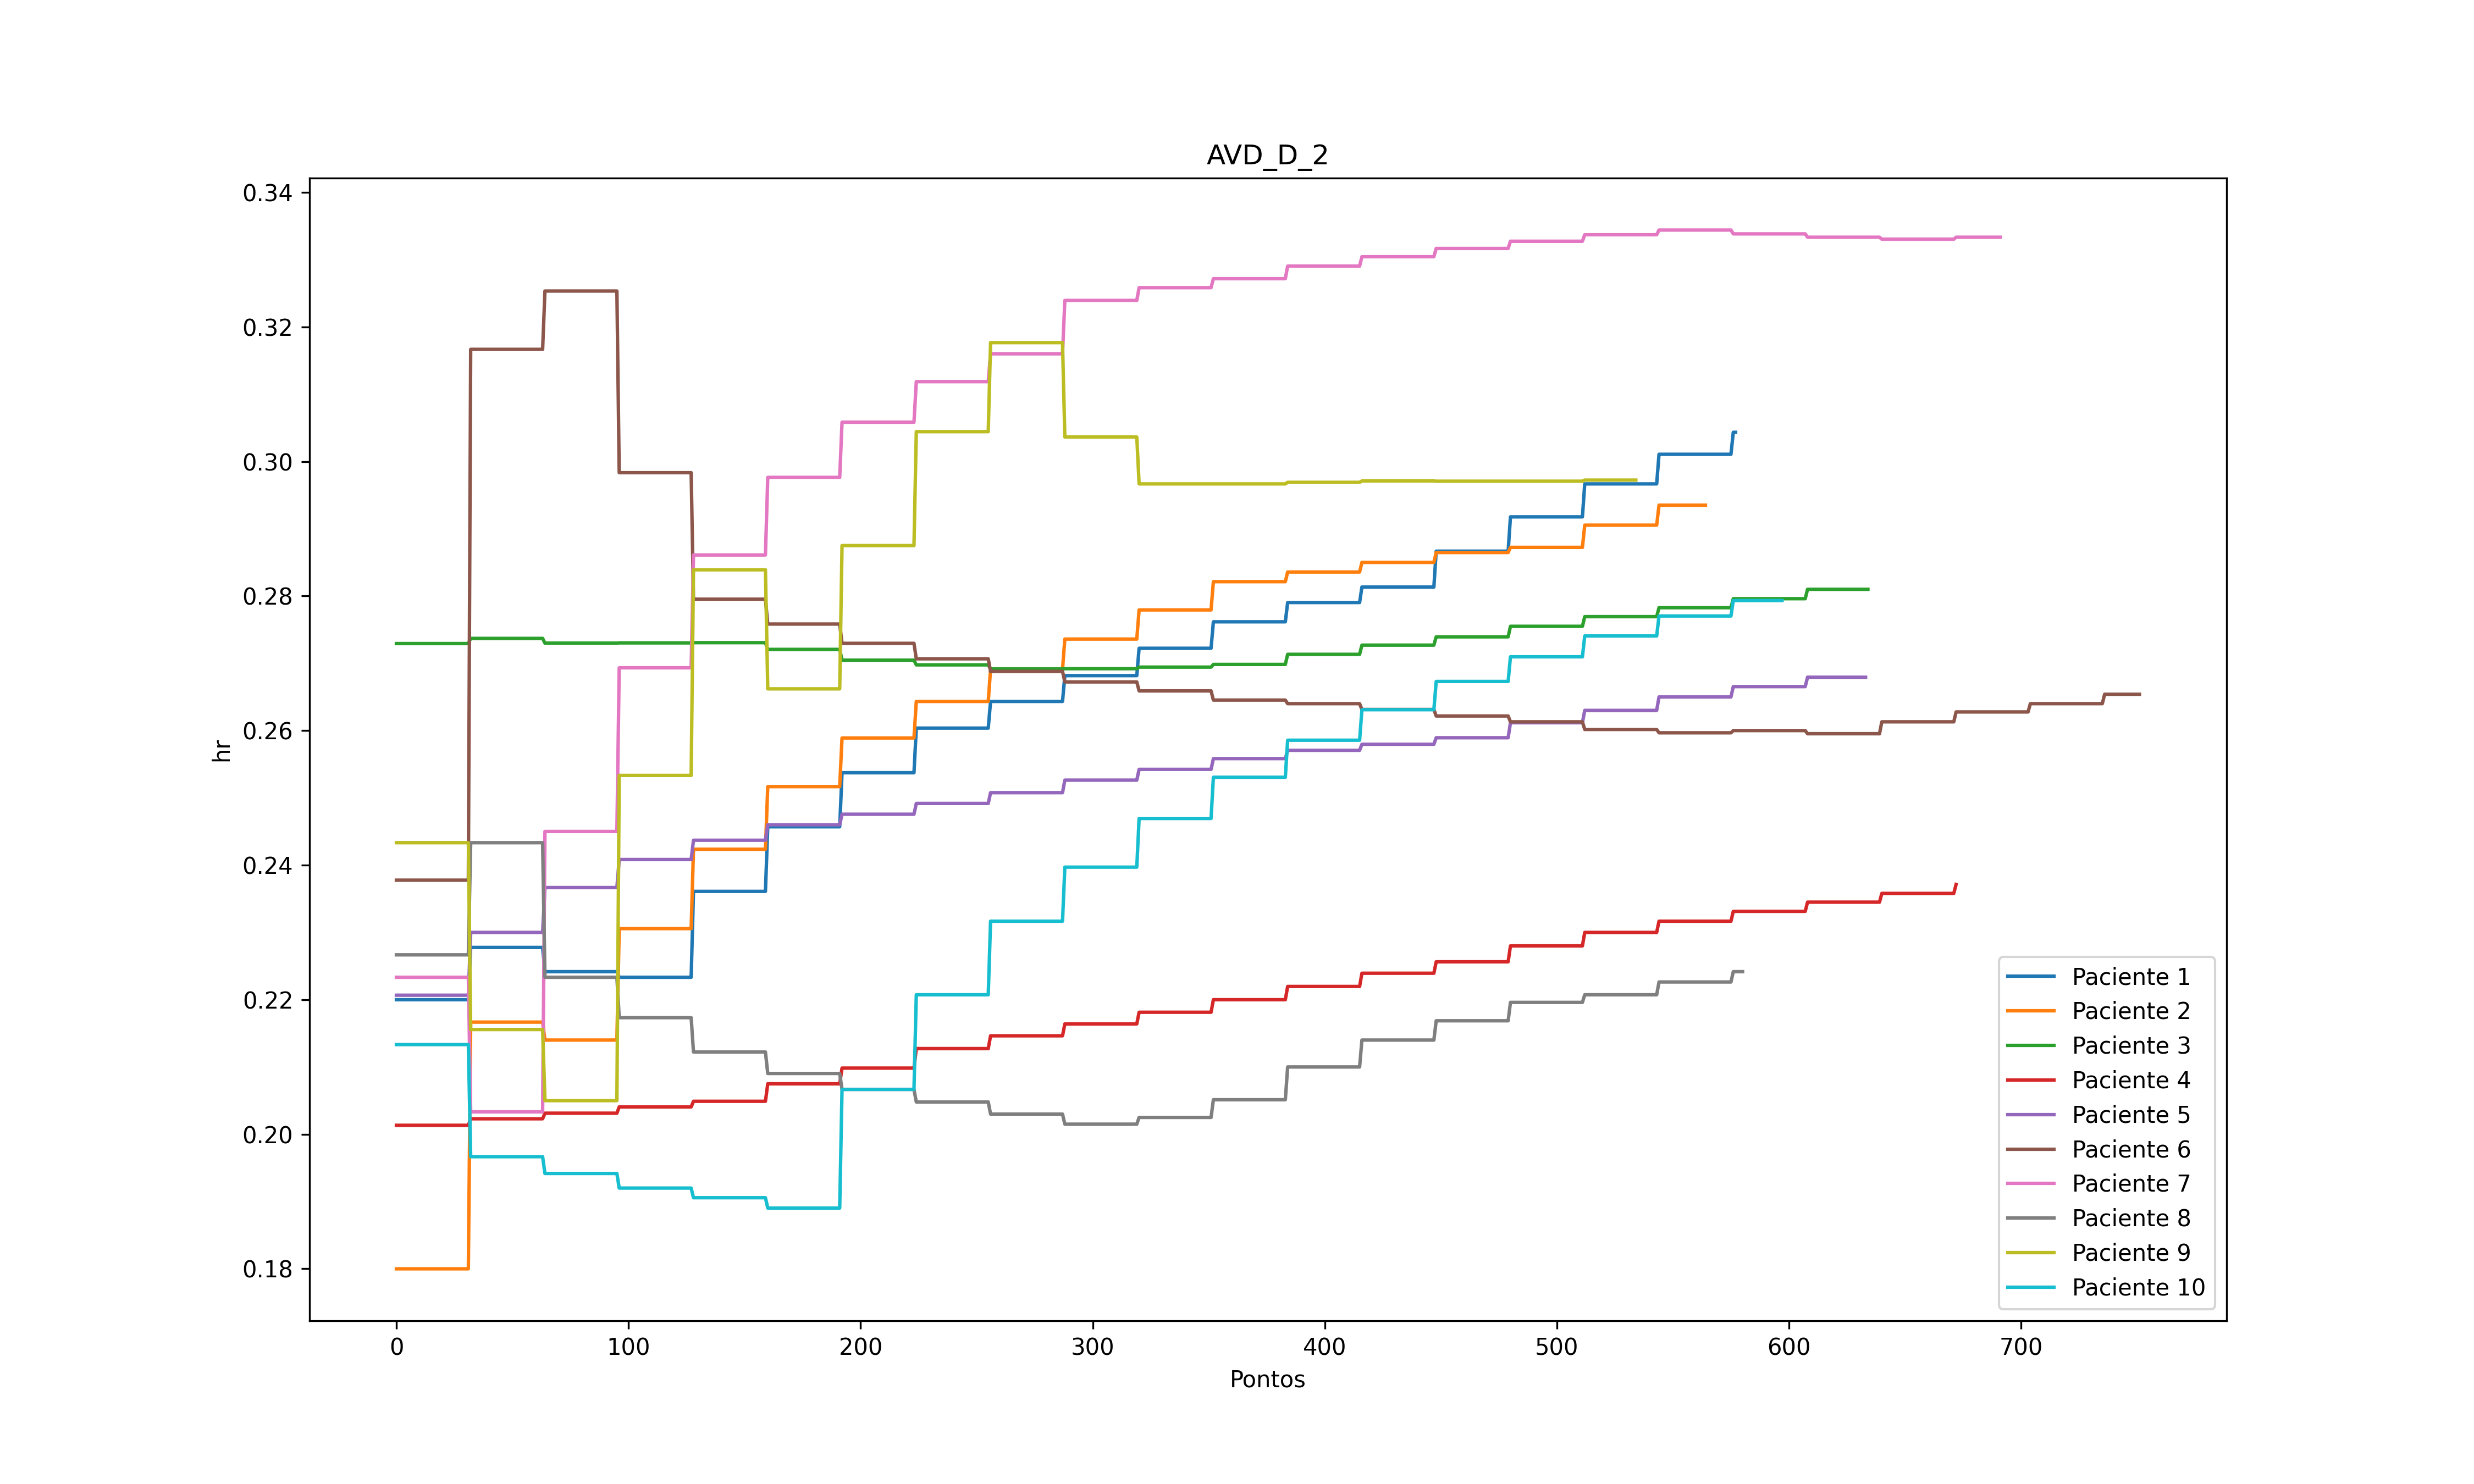 AVD_D_2
0.34
0.32
0.30
0.28
0.26
0.24
0.22
0.20
0.18
hr
0 100 200 300 400 500 600 700
Pontos
Paciente 1
Paciente 2
Paciente 3
Paciente 4
Paciente 5
Paciente 6
Paciente 7
Paciente 8
Paciente 9
Paciente 10